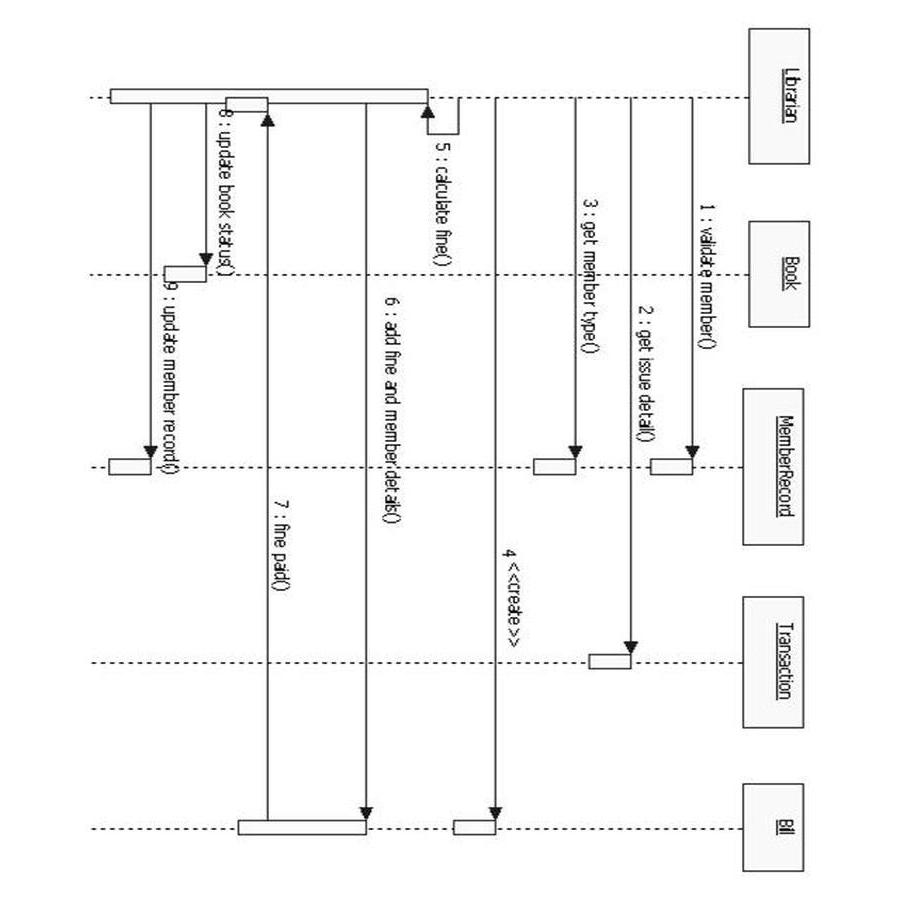 Librarian
Book
MemberRecord
Transaction
Bill
1 : validate member()
2 : get issue detail()
3 : get member type()
4 <<create>>
5 : calculate fine()
6 : add fine and member details()
7 : fine paid()
8 : update book status()
9 : update member record()